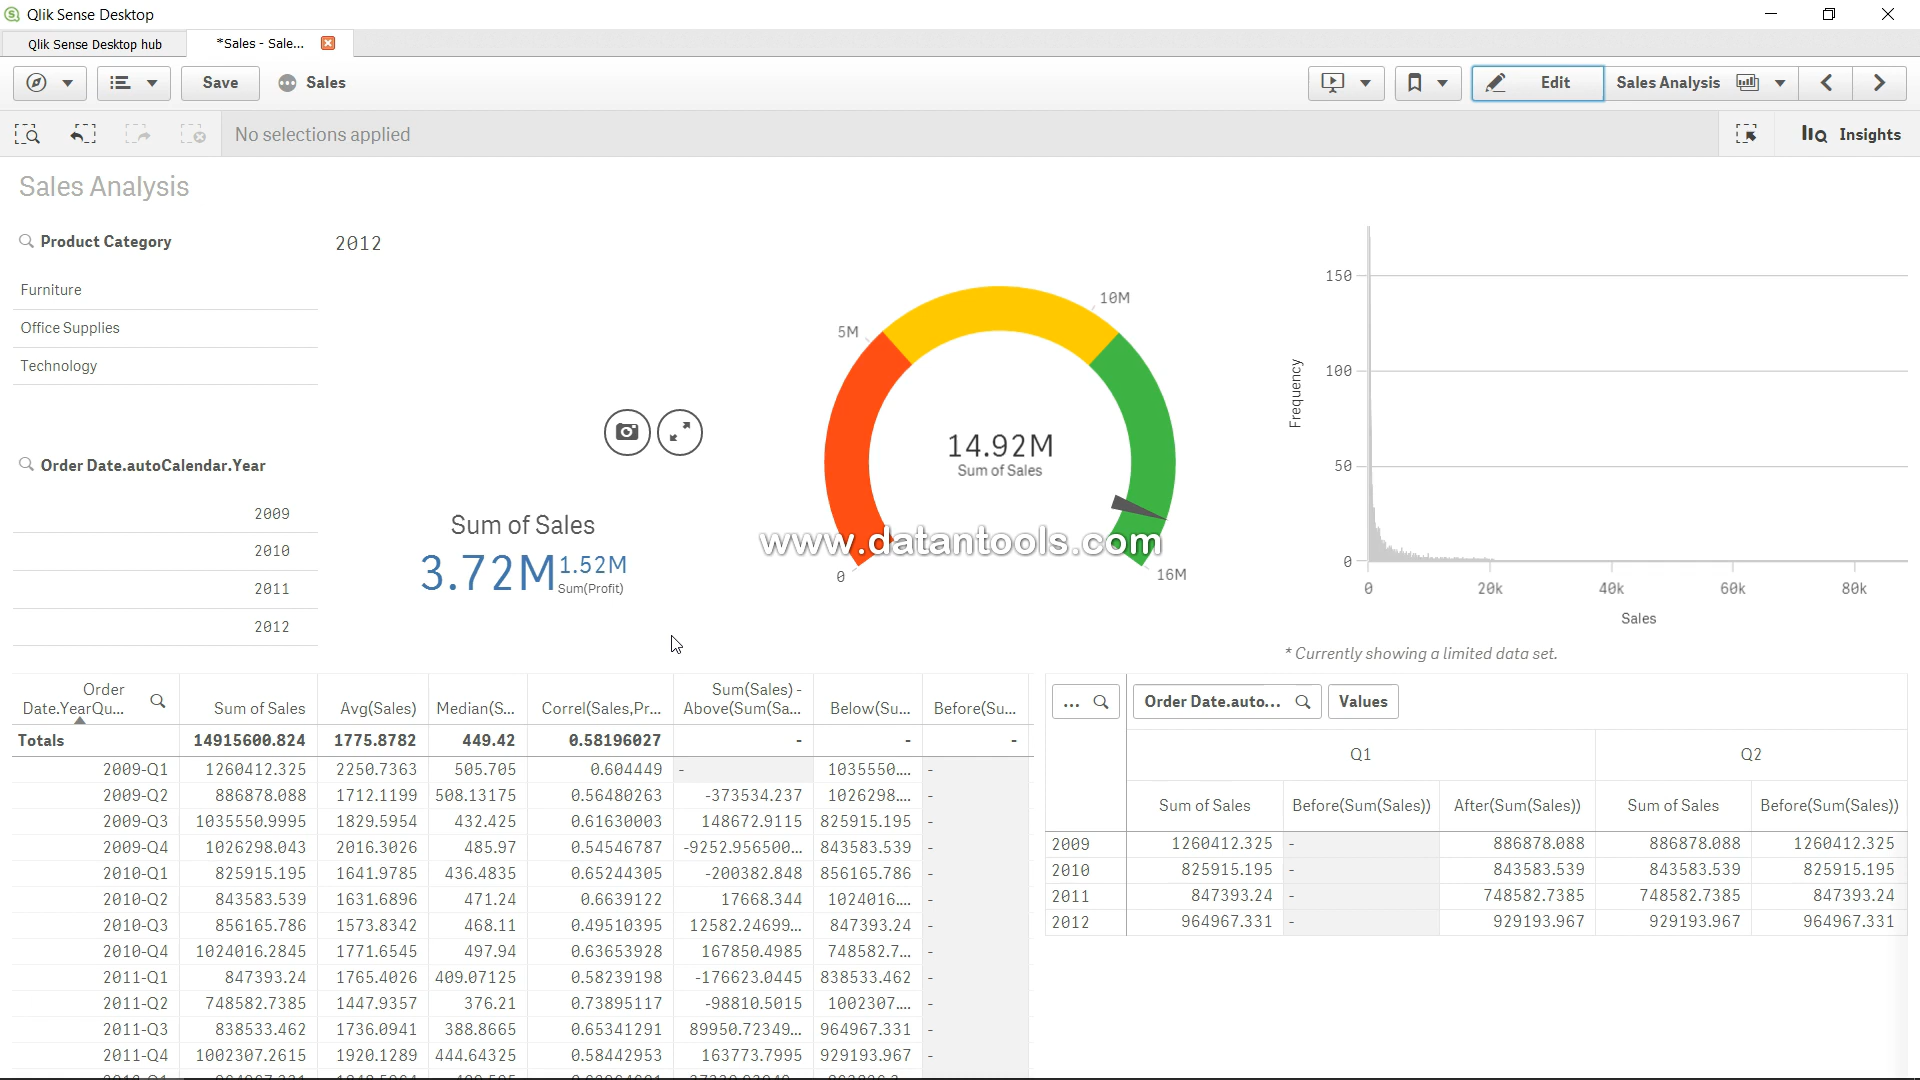 Qlik Sense Desktop
Qlik Sense Desktop hub
*Sales - Sale...
Save
Sales
Edit
Sales Analysis
No selections applied
Insights
Sales Analysis
Product Category
Furniture
Office Supplies
Technology
Order Date.autoCalendar.Year
2009
2010
2011
2012
2012
Sum of Sales
3.72M
1.52M
Sum(Profit)
0
5M
10M
16M
14.92M
Sum of Sales
www.datantools.com
Frequency
150
100
50
0
0 20k 40k 60k 80k
Sales
* Currently showing a limited data set.
Order
Date.YearQu... Sum of Sales Avg(Sales) Median(S... Correl(Sales,Pr... Sum(Sales) -
Above(Sum(Sa... Below(Su... Before(Su...
Totals 14915600.824 1775.8782 449.42 0.58196027 - - -
2009-Q1 1260412.325 2250.7363 505.705 0.604449 - 1035550.... -
2009-Q2 886878.088 1712.1199 508.13175 0.56480263 -373534.237 1026298.... -
2009-Q3 1035550.9995 1829.5954 432.425 0.61630003 148672.9115 825915.195 -
2009-Q4 1026298.043 2016.3026 485.97 0.54546787 -9252.956500... 843583.539 -
2010-Q1 825915.195 1641.9785 436.4835 0.65244305 -200382.848 856165.786 -
2010-Q2 843583.539 1631.6896 471.24 0.6639122 17668.344 1024016.... -
2010-Q3 856165.786 1573.8342 468.11 0.49510395 12582.24699... 847393.24 -
2010-Q4 1024016.2845 1771.6545 497.94 0.63653928 167850.4985 748582.7... -
2011-Q1 847393.24 1765.4026 409.07125 0.58239198 -176623.0445 838533.462 -
2011-Q2 748582.7385 1447.9357 376.21 0.73895117 -98810.5015 1002307.... -
2011-Q3 838533.462 1736.0941 388.8665 0.65341291 89950.72349... 964967.331 -
2011-Q4 1002307.2615 1920.1289 444.64325 0.58442953 163773.7995 929193.967 -
... Order Date.auto... Values
Q1 Q2
Sum of Sales Before(Sum(Sales)) After(Sum(Sales)) Sum of Sales Before(Sum(Sales))
2009 1260412.325 - 886878.088 886878.088 1260412.325
2010 825915.195 - 843583.539 843583.539 825915.195
2011 847393.24 - 748582.7385 748582.7385 847393.24
2012 964967.331 - 929193.967 929193.967 964967.331